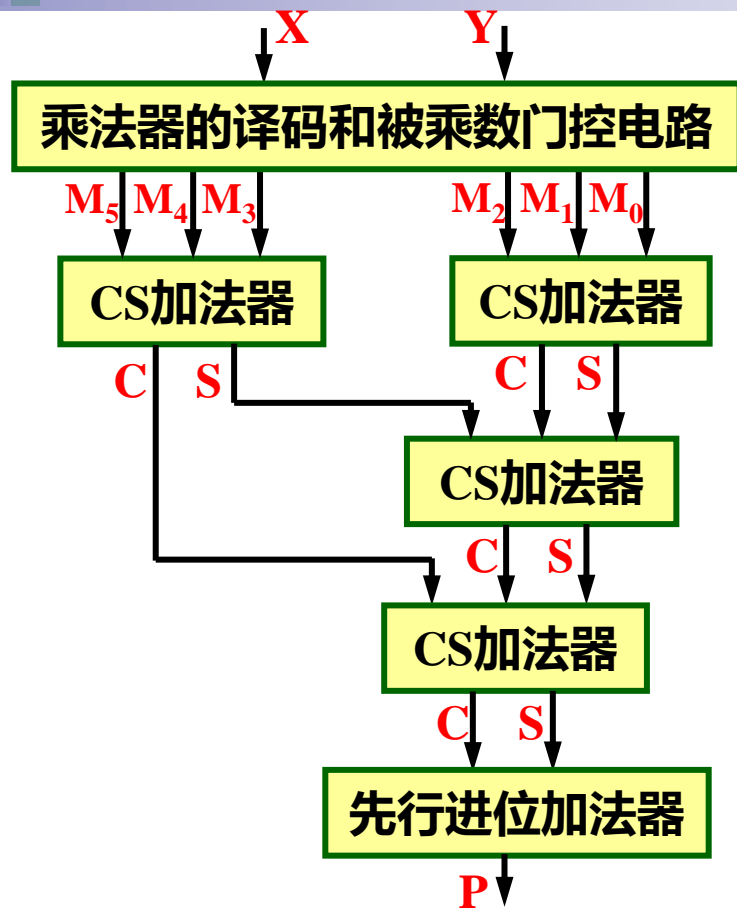 X Y
乘法器的译码和被乘数门控电路
M₅ M₄ M₃ M₂ M₁ M₀
CS加法器 CS加法器
C S C S
CS加法器
C S
CS加法器
C S
先行进位加法器
P